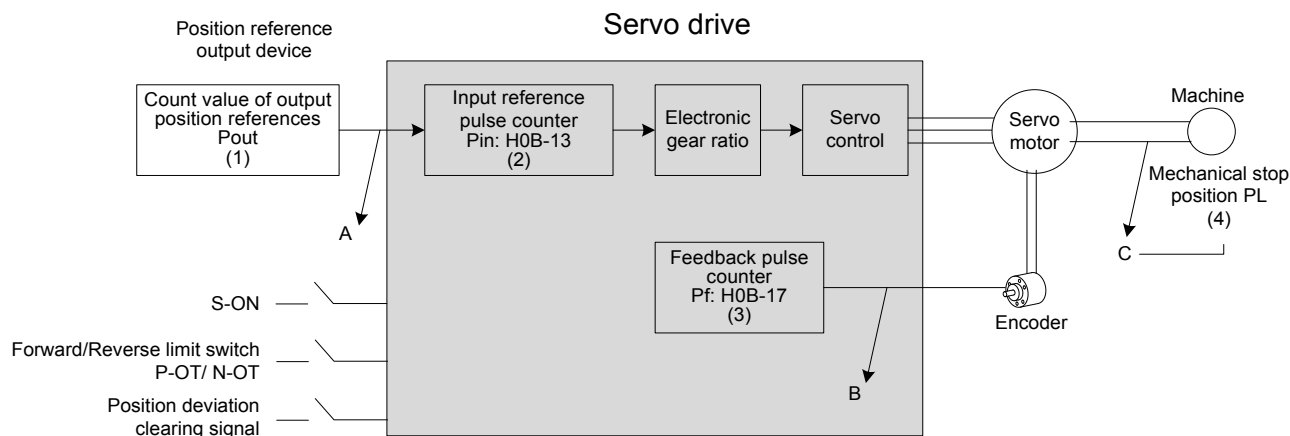 Servo drive
Position reference
output device
Count value of output
position references
Pout
(1)
Input reference
pulse counter
Pin: H0B-13
(2)
Electronic
gear ratio
Servo
control
Servo
motor
Machine
Mechanical stop
position PL
(4)
A
C
Feedback pulse
counter
Pf: H0B-17
(3)
Encoder
B
S-ON
Forward/Reverse limit switch
P-OT/ N-OT
Position deviation
clearing signal